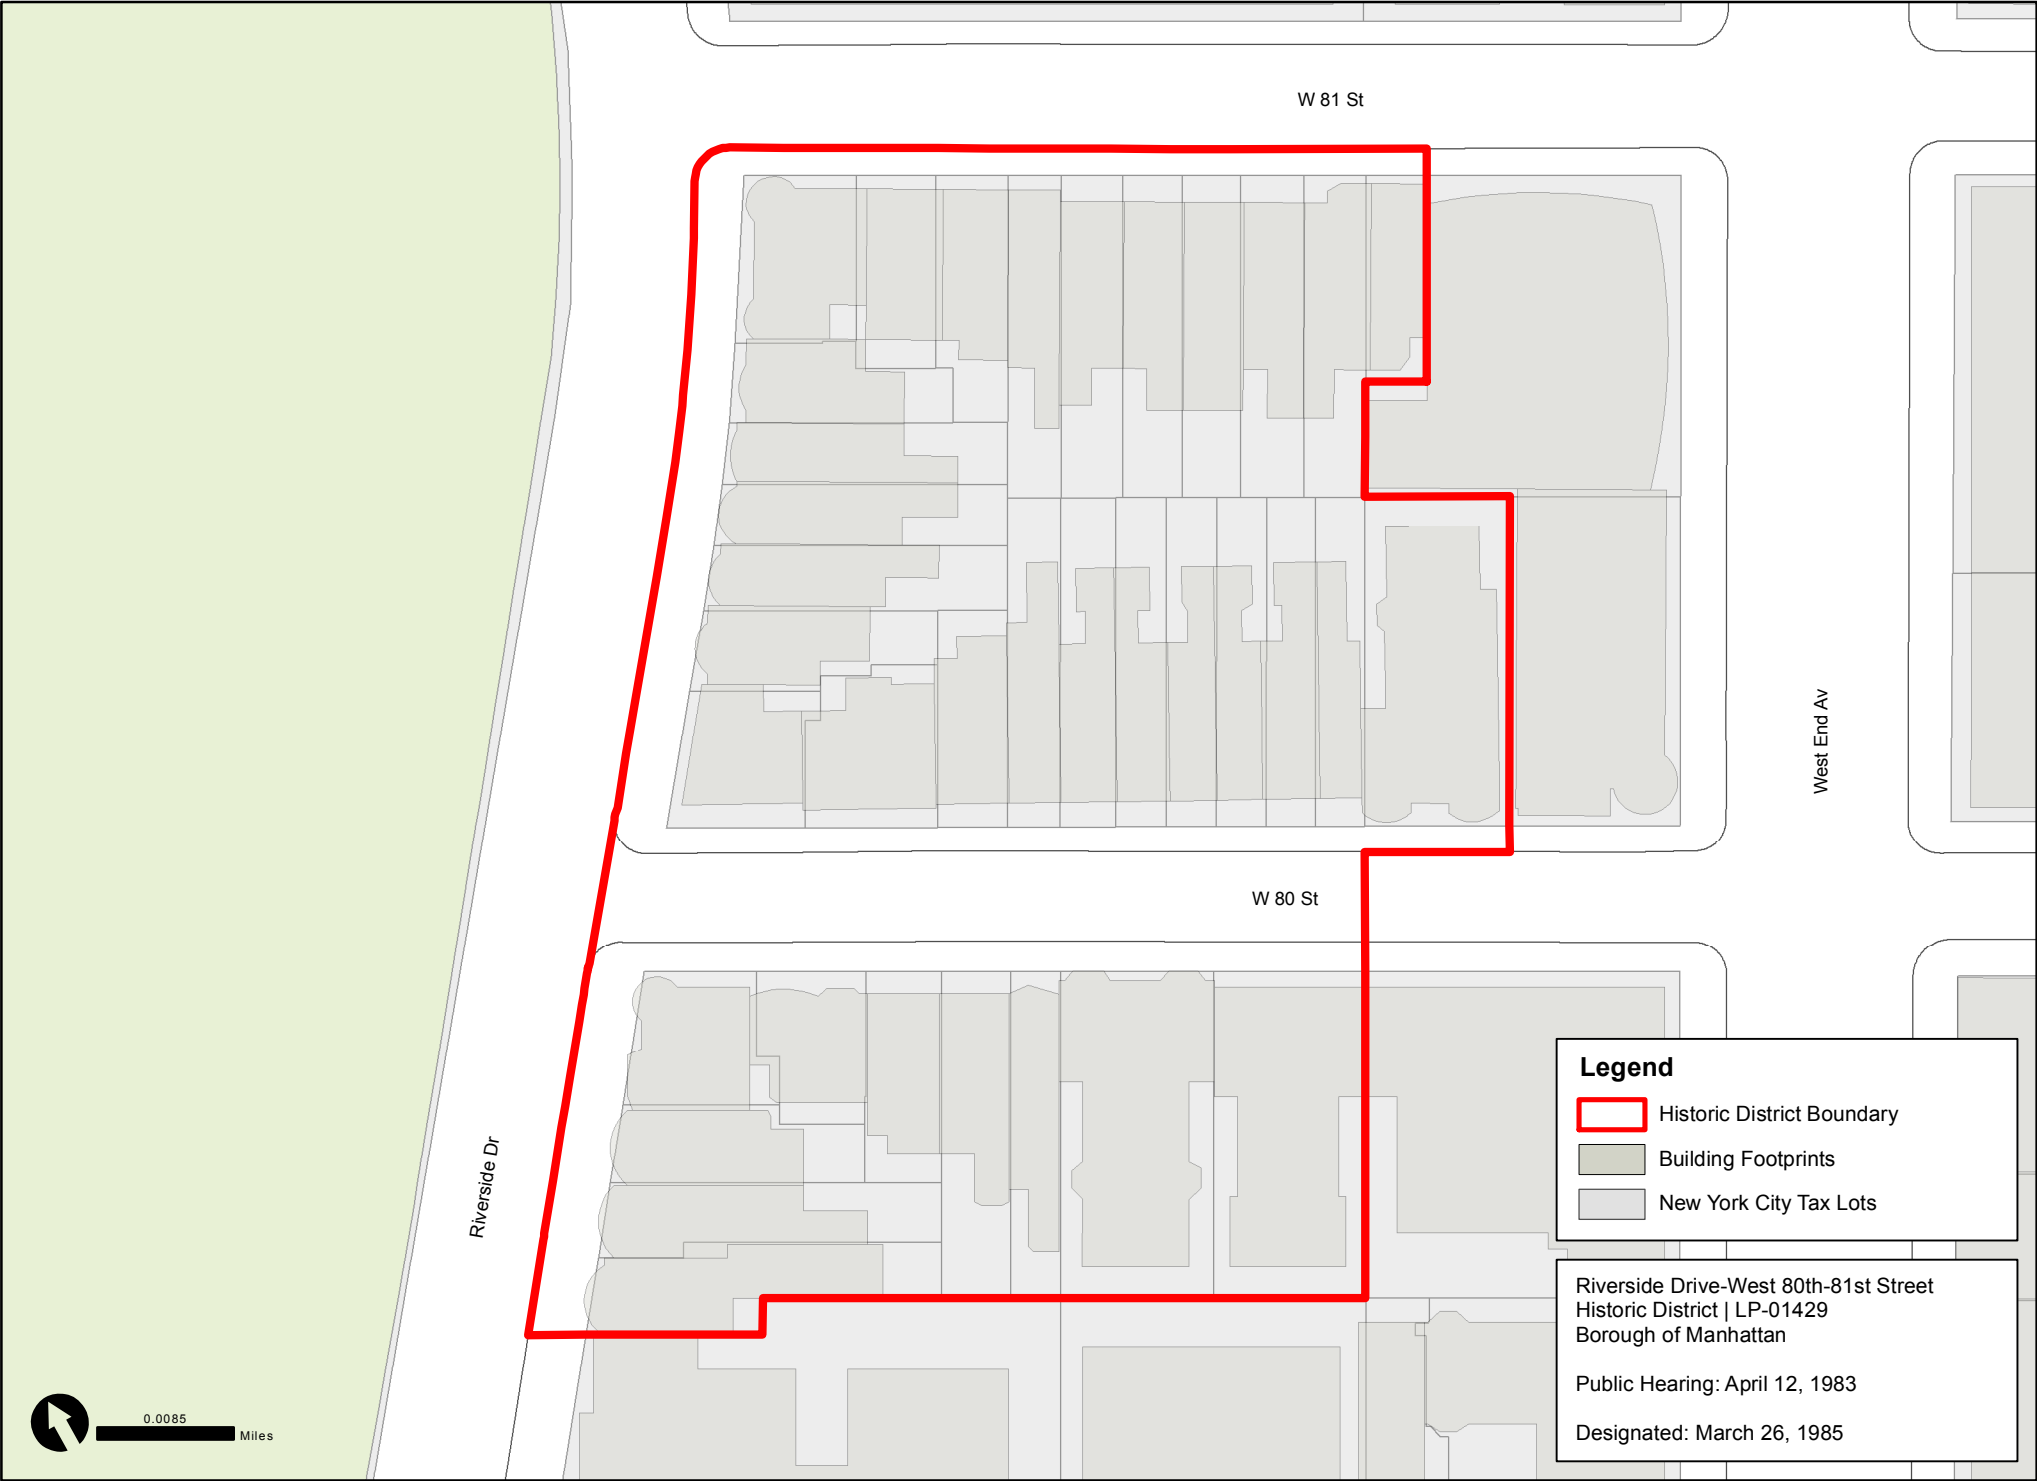 W 81 St
West End Av
W 80 St
Riverside Dr
Legend
Historic District Boundary
Building Footprints
New York City Tax Lots
Riverside Drive-West 80th-81st Street
Historic District | LP-01429
Borough of Manhattan
Public Hearing: April 12, 1983
Designated: March 26, 1985
0.0085
Miles